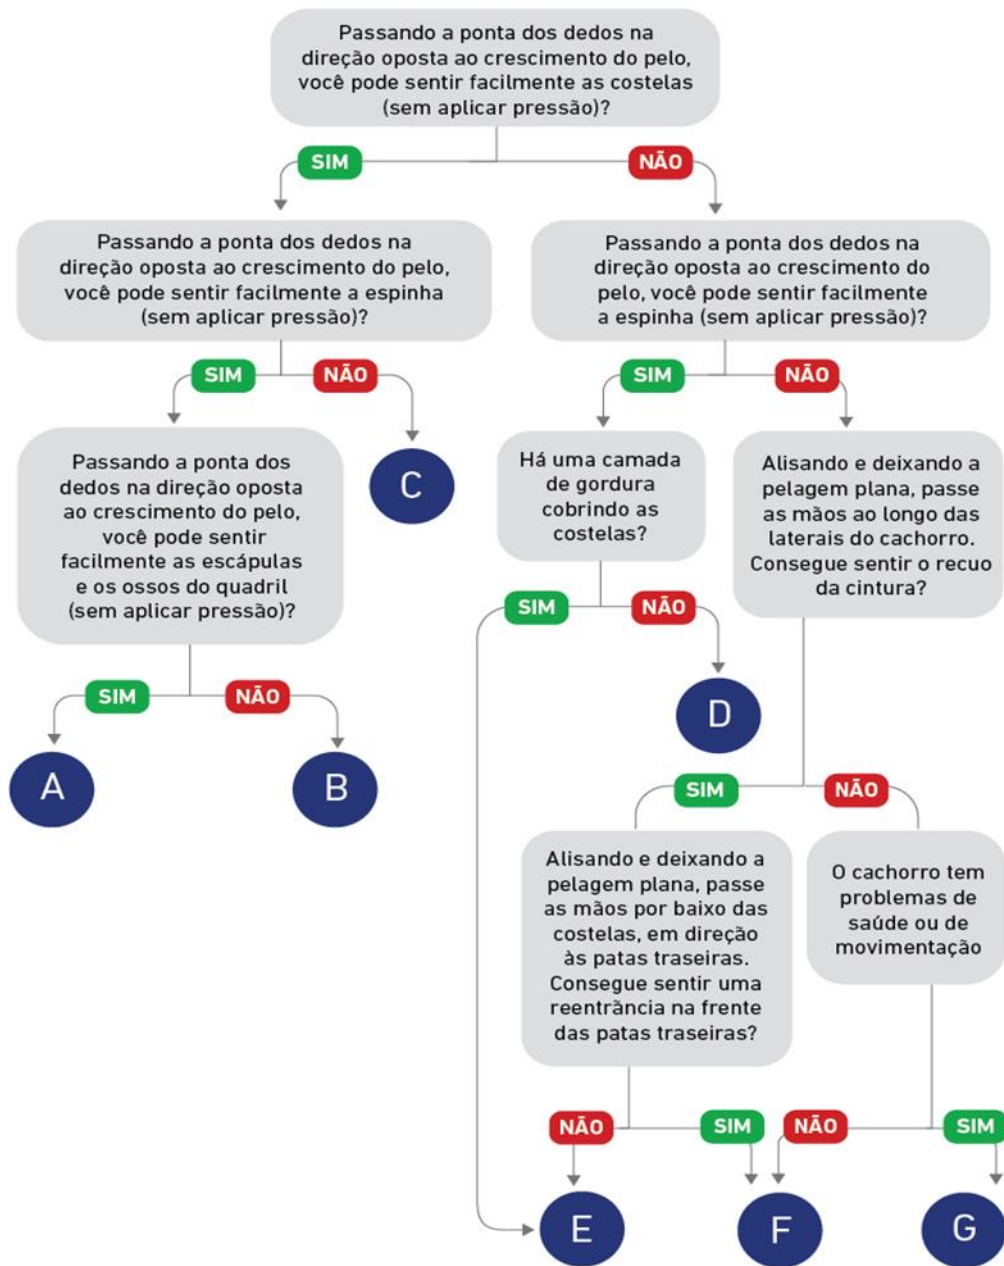 Passando a ponta dos dedos na
direção oposta ao crescimento do pelo,
você pode sentir facilmente as costelas
(sem aplicar pressão)?
SIM
NÃO
Passando a ponta dos dedos na
direção oposta ao crescimento do pelo,
você pode sentir facilmente a espinha
(sem aplicar pressão)?
Passando a ponta dos dedos na
direção oposta ao crescimento do
pelo, você pode sentir facilmente
a espinha (sem aplicar pressão)?
SIM
NÃO
SIM
NÃO
Passando a ponta dos
dedos na direção oposta
ao crescimento do pelo,
você pode sentir
facilmente as escápulas
e os ossos do quadril
(sem aplicar pressão)?
C
Há uma camada
de gordura
cobrindo as
costelas?
Alisando e deixando a
pelagem plana, passe
as mãos ao longo das
laterais do cachorro.
Consegue sentir o recuo
da cintura?
SIM
NÃO
SIM
NÃO
A
B
D
SIM
NÃO
Alisando e deixando a
pelagem plana, passe
as mãos por baixo das
costelas, em direção
às patas traseiras.
Consegue sentir uma
reentrância na frente
das patas traseiras?
O cachorro tem
problemas de
saúde ou de
movimentação
NÃO
SIM
NÃO
SIM
E
F
G